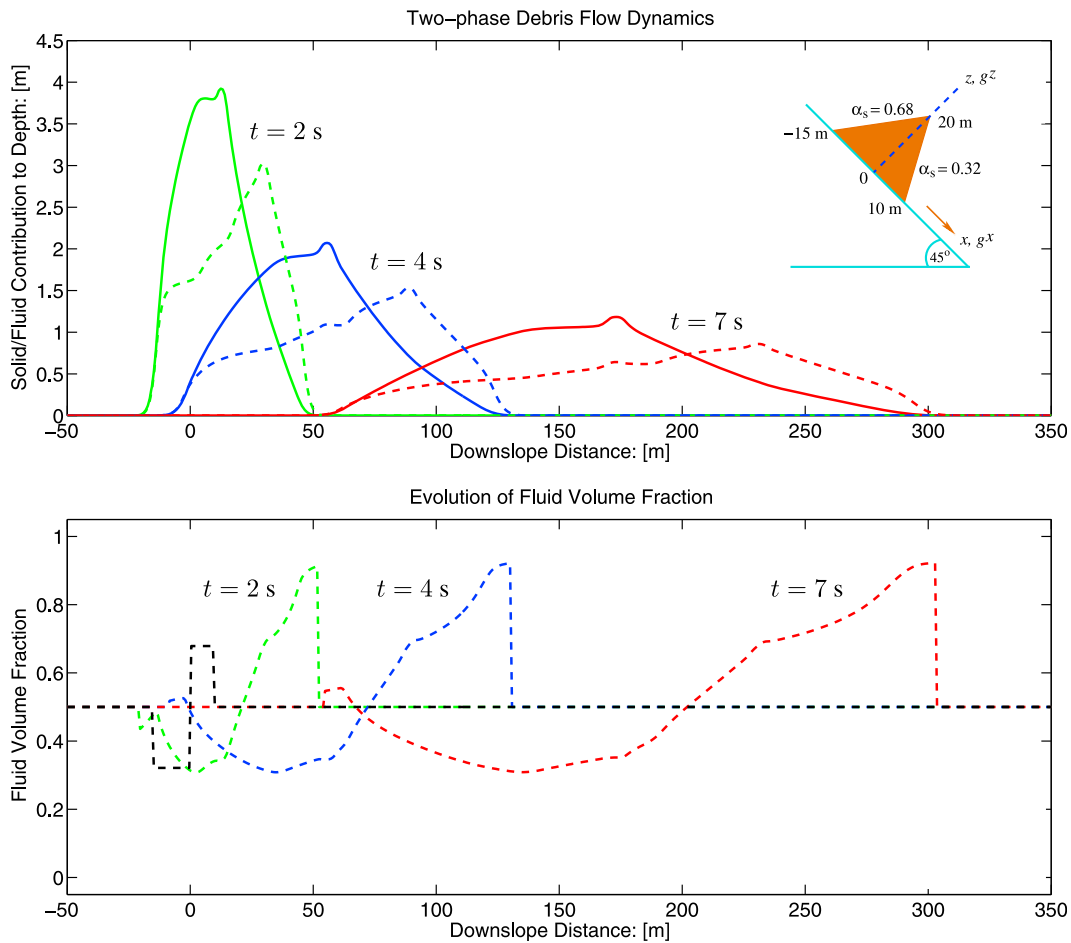 Two-phase Debris Flow Dynamics
Solid/Fluid Contribution to Depth: [m]
4.5
4
3.5
3
2.5
2
1.5
1
0.5
0
t = 2 s
t = 4 s
t = 7 s
z, g^z
α_s = 0.68
−15 m
20 m
α_s = 0.32
0
10 m
x, g^x
45°
−50 0 50 100 150 200 250 300 350
Downslope Distance: [m]
Evolution of Fluid Volume Fraction
Fluid Volume Fraction
1
0.8
0.6
0.4
0.2
0
t = 2 s
t = 4 s
t = 7 s
−50 0 50 100 150 200 250 300 350
Downslope Distance: [m]